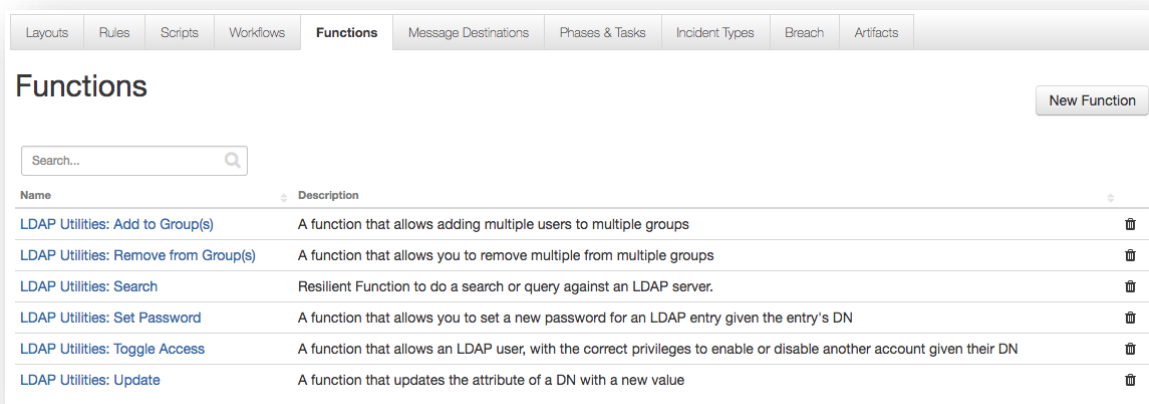 Layouts Rules Scripts Workflows Functions Message Destinations Phases & Tasks Incident Types Breach Artifacts
Functions
New Function
Search...
Name Description
LDAP Utilities: Add to Group(s) A function that allows adding multiple users to multiple groups
LDAP Utilities: Remove from Group(s) A function that allows you to remove multiple from multiple groups
LDAP Utilities: Search Resilient Function to do a search or query against an LDAP server.
LDAP Utilities: Set Password A function that allows you to set a new password for an LDAP entry given the entry's DN
LDAP Utilities: Toggle Access A function that allows an LDAP user, with the correct privileges to enable or disable another account given their DN
LDAP Utilities: Update A function that updates the attribute of a DN with a new value